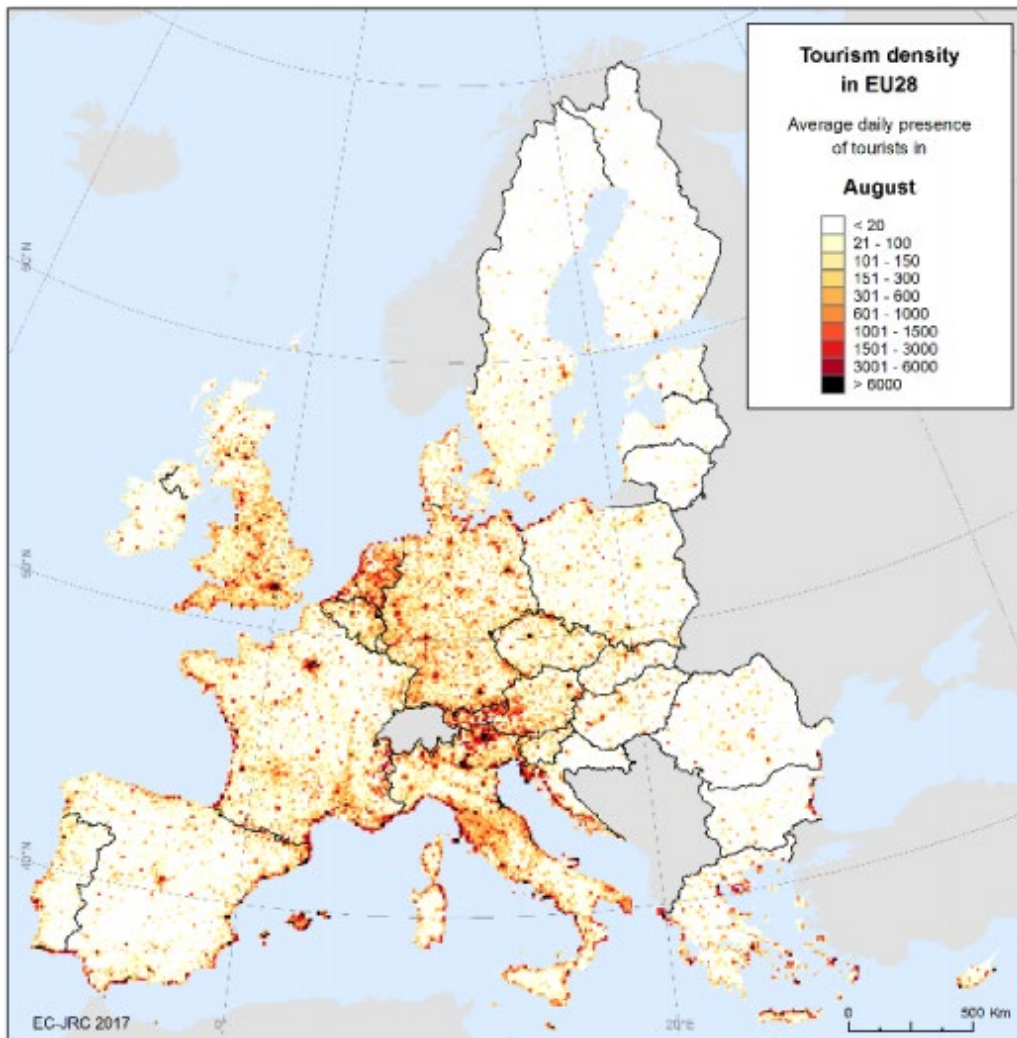 Tourism density
in EU28
Average daily presence
of tourists in
August
< 20
21 - 100
101 - 150
151 - 300
301 - 600
601 - 1000
1001 - 1500
1501 - 3000
3001 - 6000
> 6000
60°N
50°N
40°N
EC-JRC 2017
0°
20°E
0
500 Km